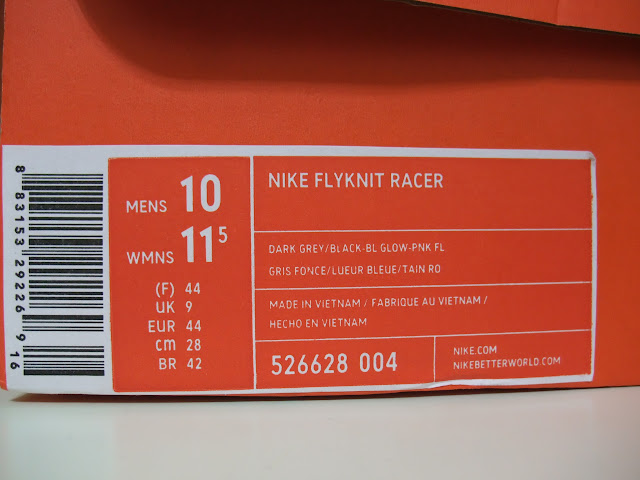 8 83153 29226 9 16
MENS 10
WMNS 11 5
(F) 44
UK 9
EUR 44
cm 28
BR 42
NIKE FLYKNIT RACER
DARK GREY/BLACK-BL GLOW-PNK FL
GRIS FONCE/LUEUR BLEUE/TAIN RO
MADE IN VIETNAM / FABRIQUE AU VIETNAM /
HECHO EN VIETNAM
526628 004
NIKE.COM
NIKEBETTERWORLD.COM